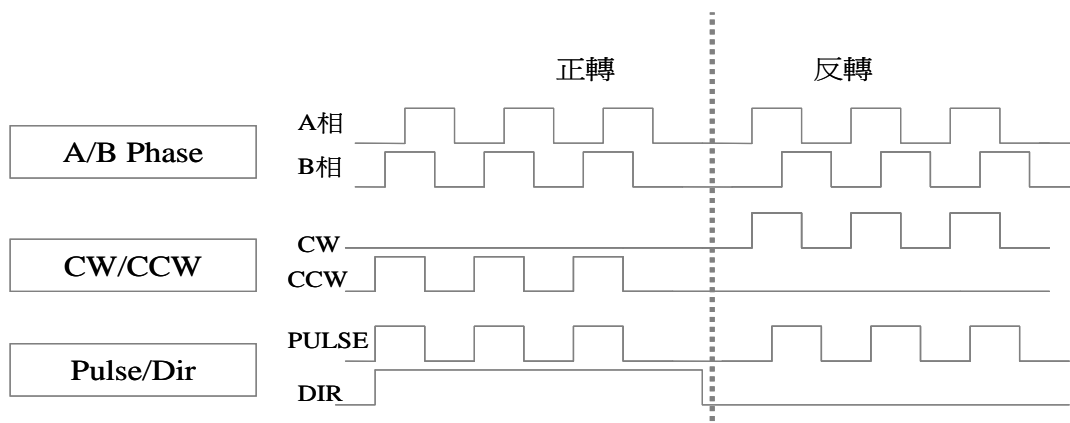 正轉
反轉
A/B Phase
A相
B相
CW/CCW
CW
CCW
Pulse/Dir
PULSE
DIR